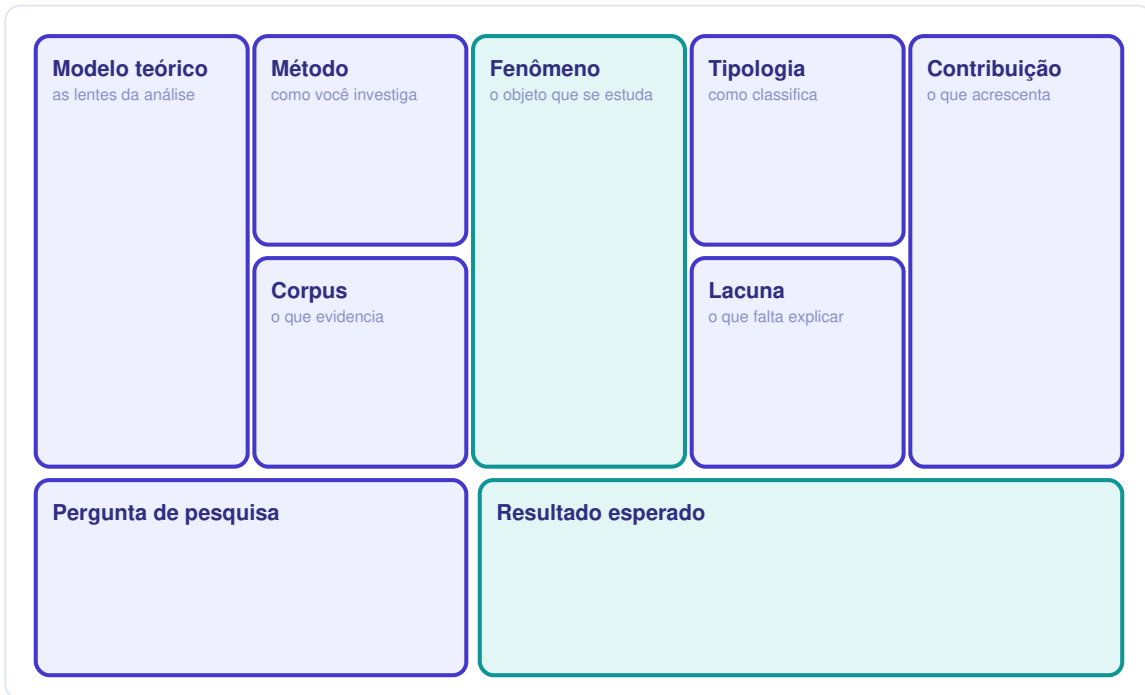 Modelo teórico
as lentes da análise
Método
como você investiga
Corpus
o que evidencia
Fenômeno
o objeto que se estuda
Tipologia
como classifica
Lacuna
o que falta explicar
Contribuição
o que acrescenta
Pergunta de pesquisa
Resultado esperado